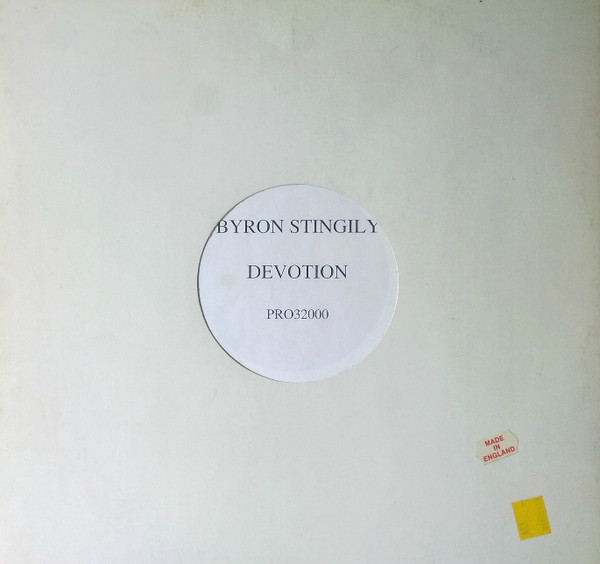 BYRON STINGILY
DEVOTION
PRO32000
MADE
IN
ENGLAND